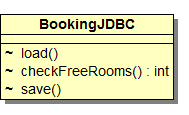 BookingJDBC
~ load()
~ checkFreeRooms() : int
~ save()